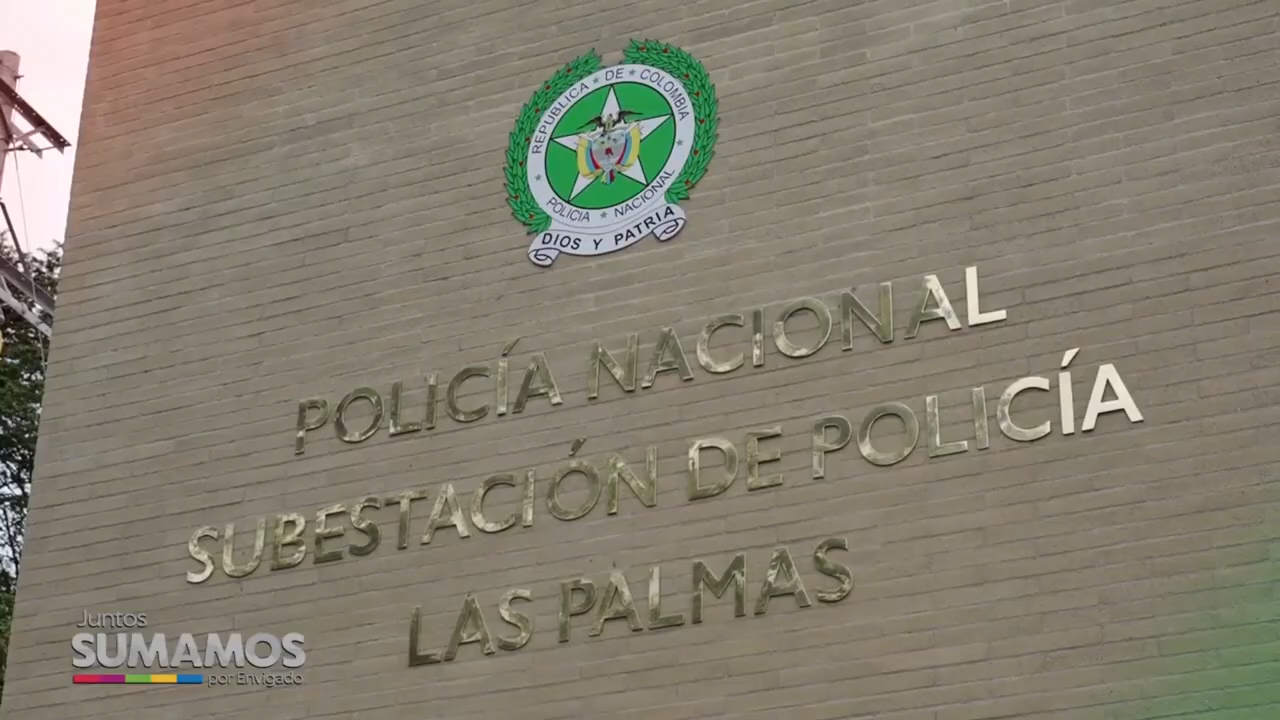 REPUBLICA ★ DE ★ COLOMBIA
POLICIA ★ NACIONAL
DIOS Y PATRIA
POLICÍA NACIONAL
SUBESTACIÓN DE POLICÍA
LAS PALMAS
Juntos
SUMAMOS
por Envigado